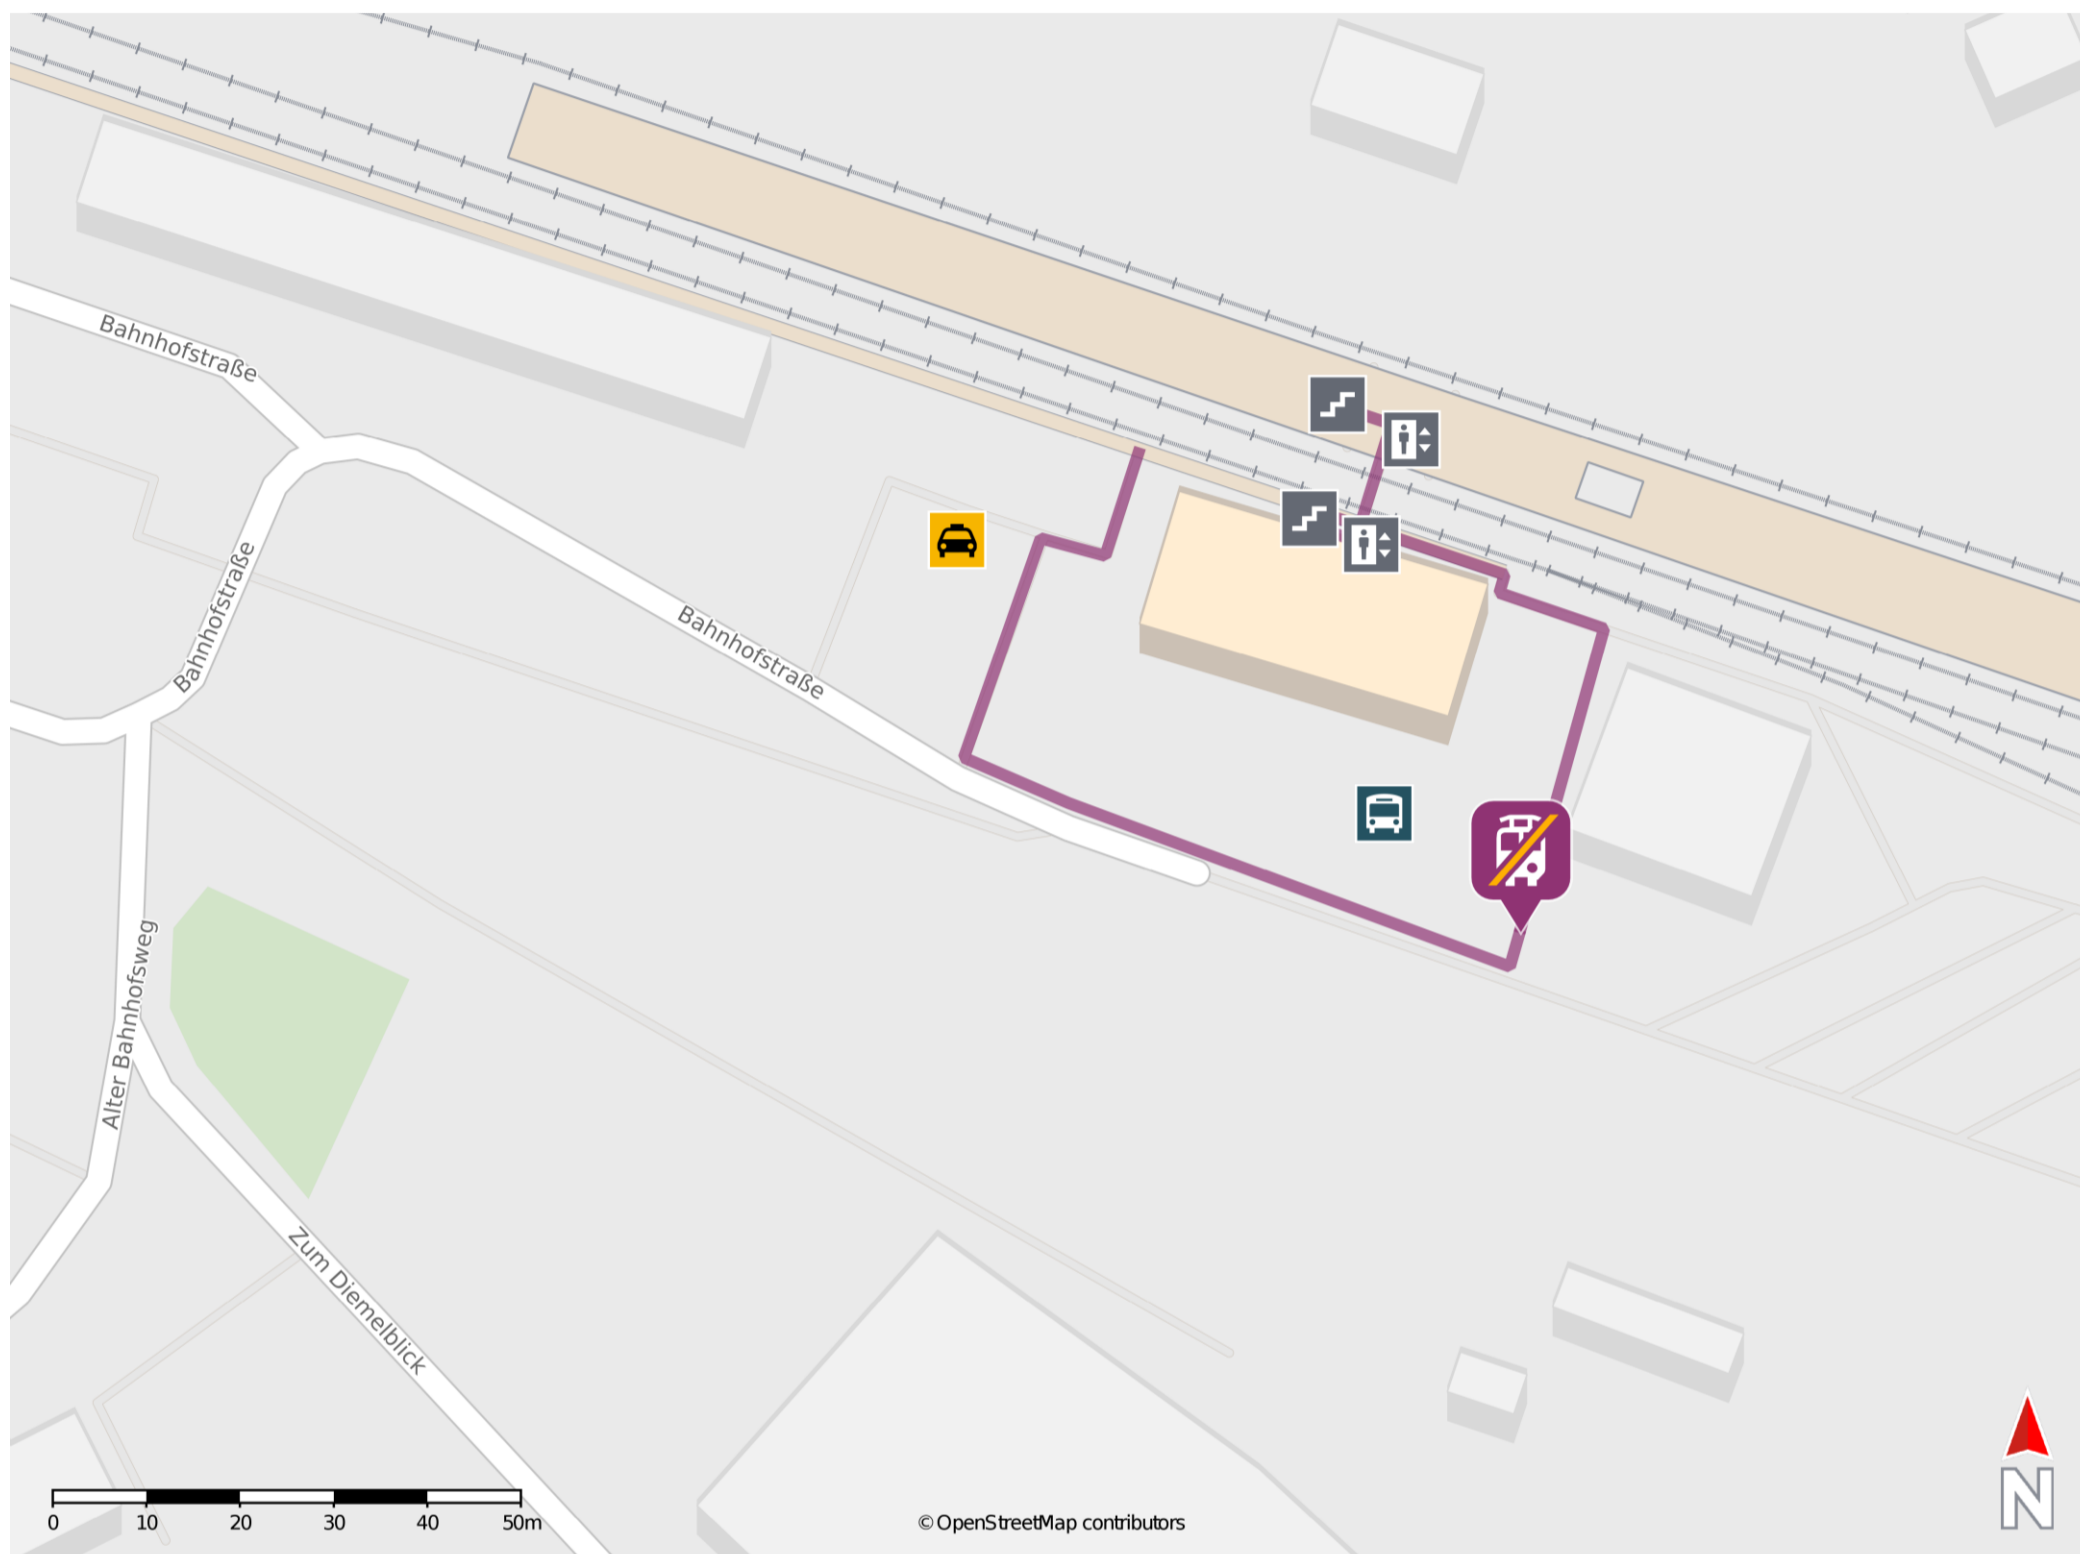 Bahnhofstraße
Bahnhofstraße
Bahnhofstraße
Alter Bahnhofsweg
Zum Diemelblick
0 10 20 30 40 50m
© OpenStreetMap contributors
N